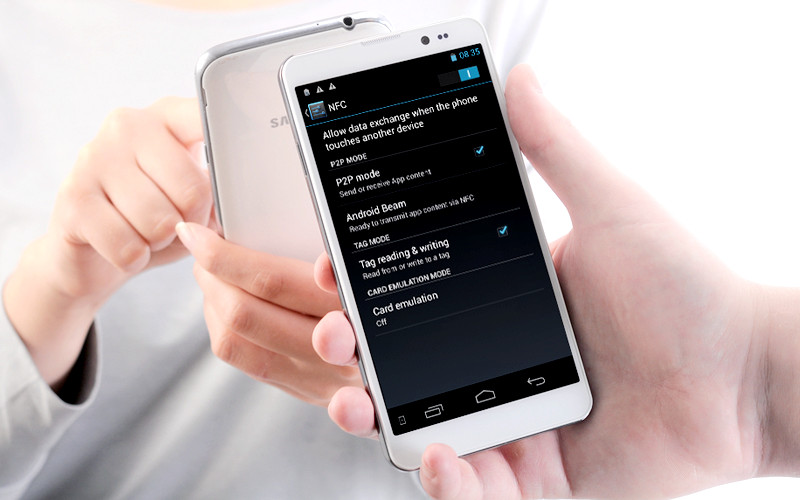 08:35
NFC
Allow data exchange when the phone
touches another device
P2P MODE
P2P mode
Send or receive App content
Android Beam
Ready to transmit app content via NFC
TAG MODE
Tag reading & writing
Read from or write to a tag
CARD EMULATION MODE
Card emulation
Off